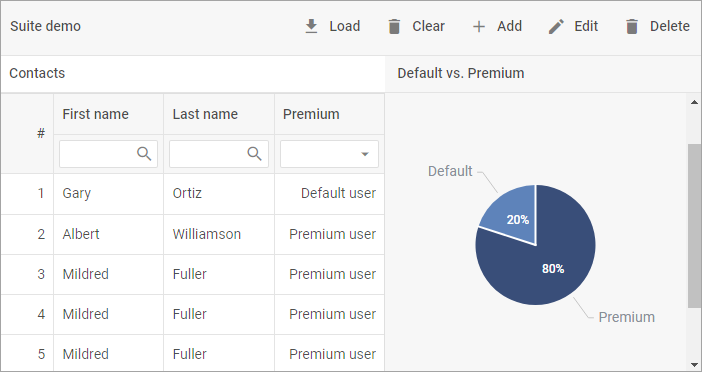 Suite demo Load Clear Add Edit Delete
Contacts Default vs. Premium
# First name Last name Premium
1 Gary Ortiz Default user
2 Albert Williamson Premium user
3 Mildred Fuller Premium user
4 Mildred Fuller Premium user
5 Mildred Fuller Premium user
Default
20%
80%
Premium